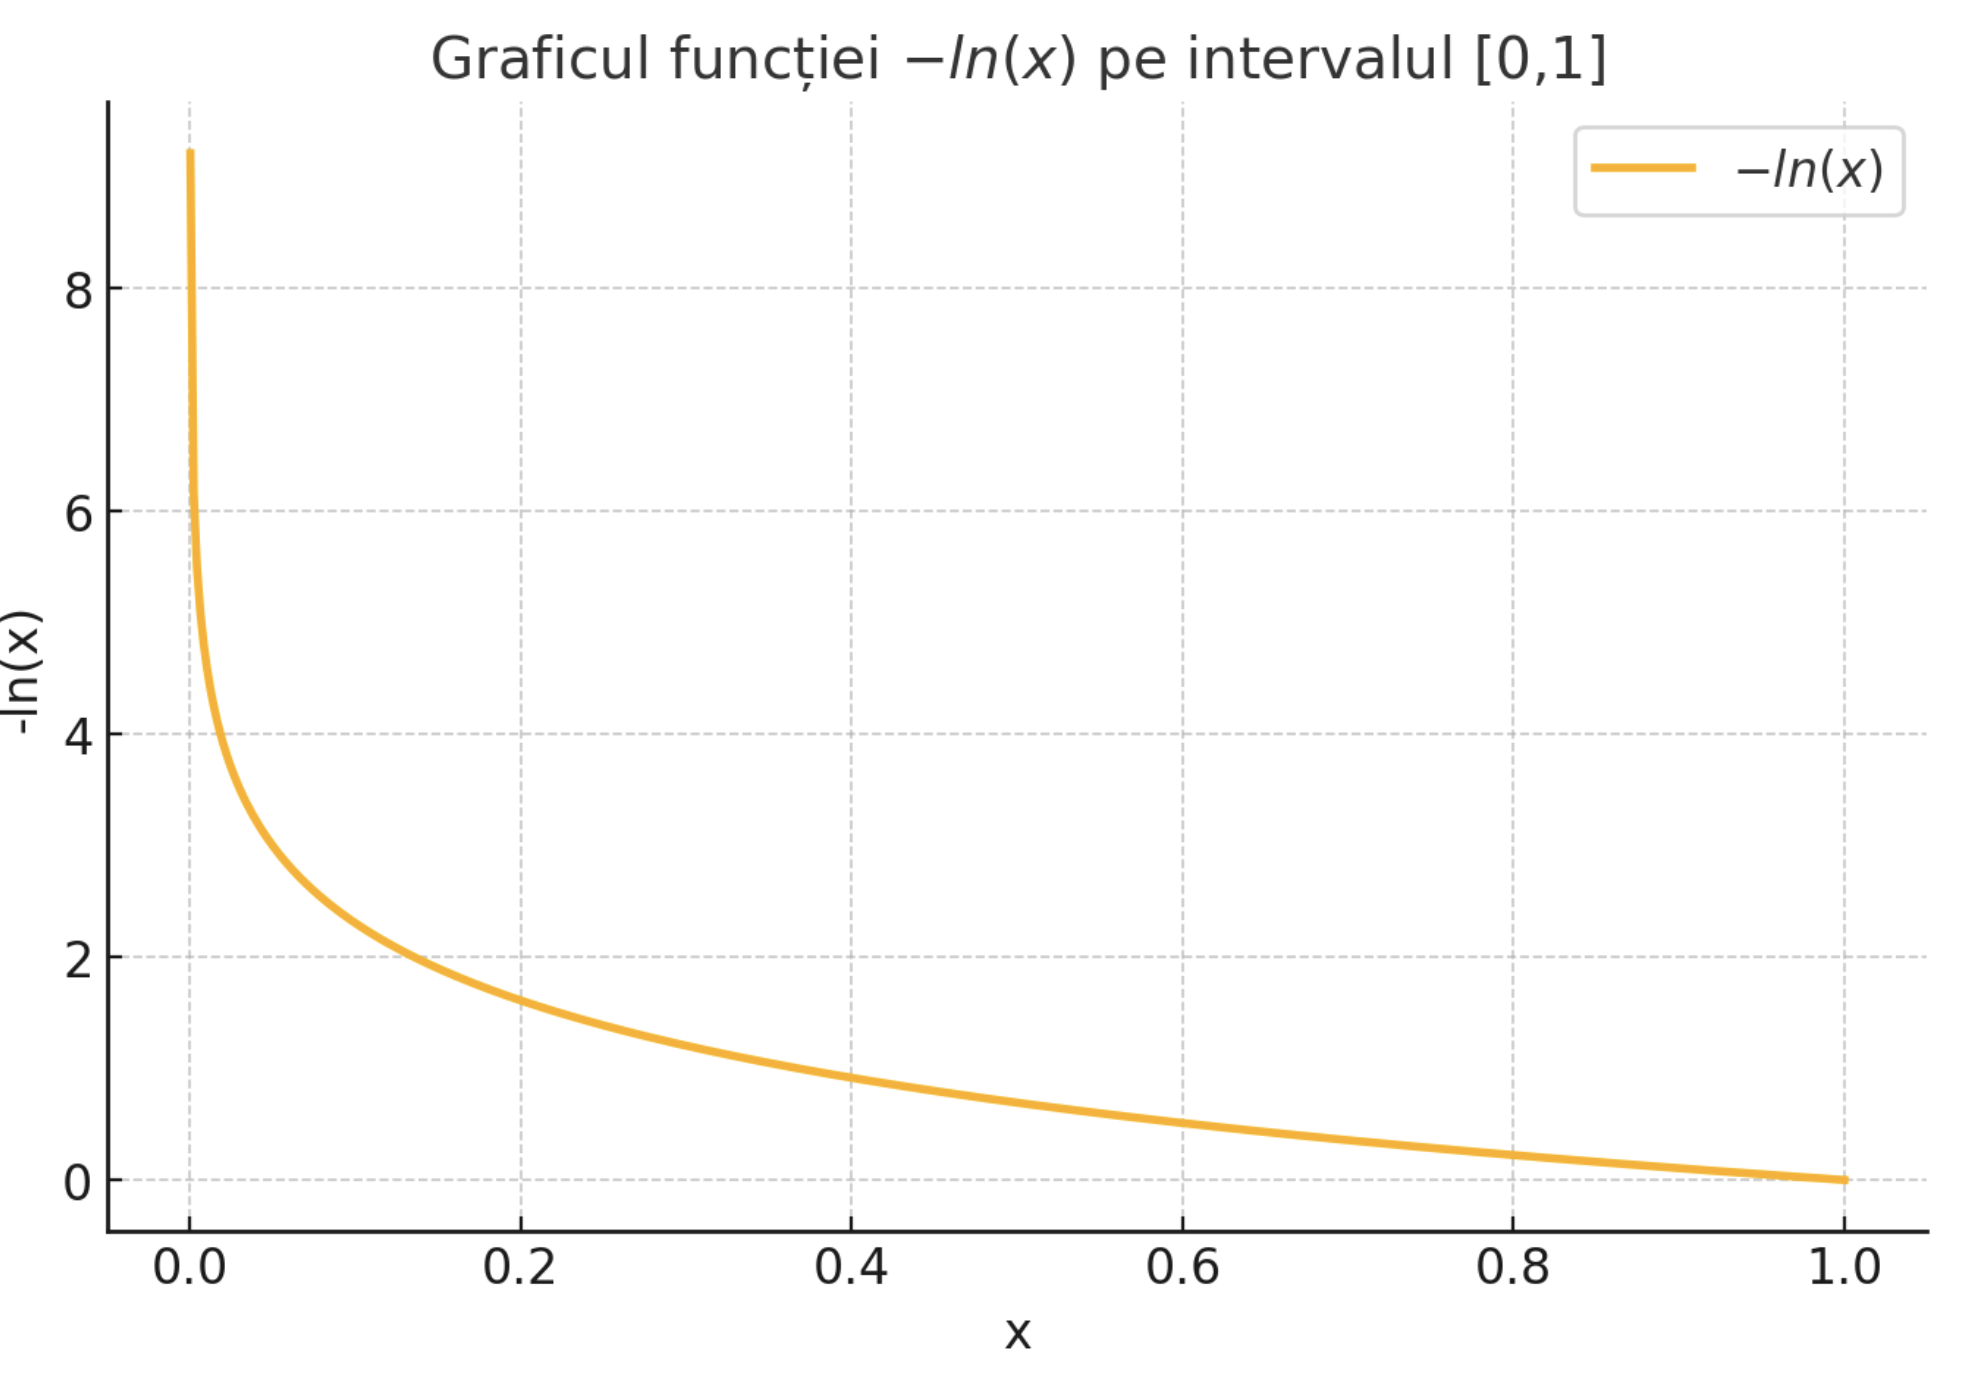 Graficul funcției −ln(x) pe intervalul [0,1]
−ln(x)
8
6
4
2
0
-ln(x)
0.0 0.2 0.4 0.6 0.8 1.0
x